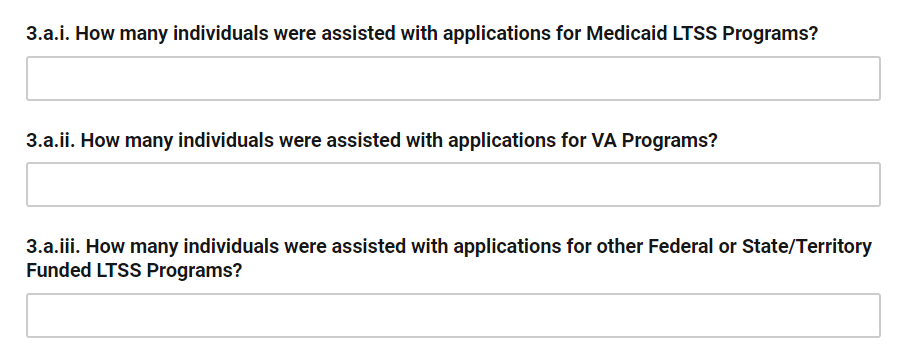 3.a.i. How many individuals were assisted with applications for Medicaid LTSS Programs?
3.a.ii. How many individuals were assisted with applications for VA Programs?
3.a.iii. How many individuals were assisted with applications for other Federal or State/Territory
Funded LTSS Programs?